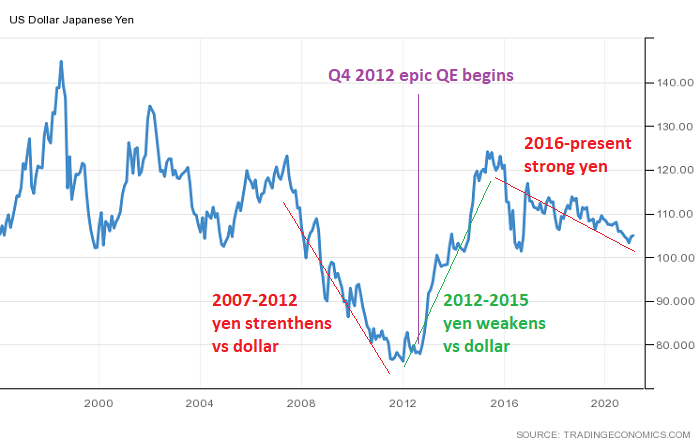 US Dollar Japanese Yen
Q4 2012 epic QE begins
2016-present
strong yen
2007-2012
yen strenthens
vs dollar
2012-2015
yen weakens
vs dollar
140.00
130.00
120.00
110.00
100.00
90.000
80.000
2000
2004
2008
2012
2016
2020
SOURCE: TRADINGECONOMICS.COM